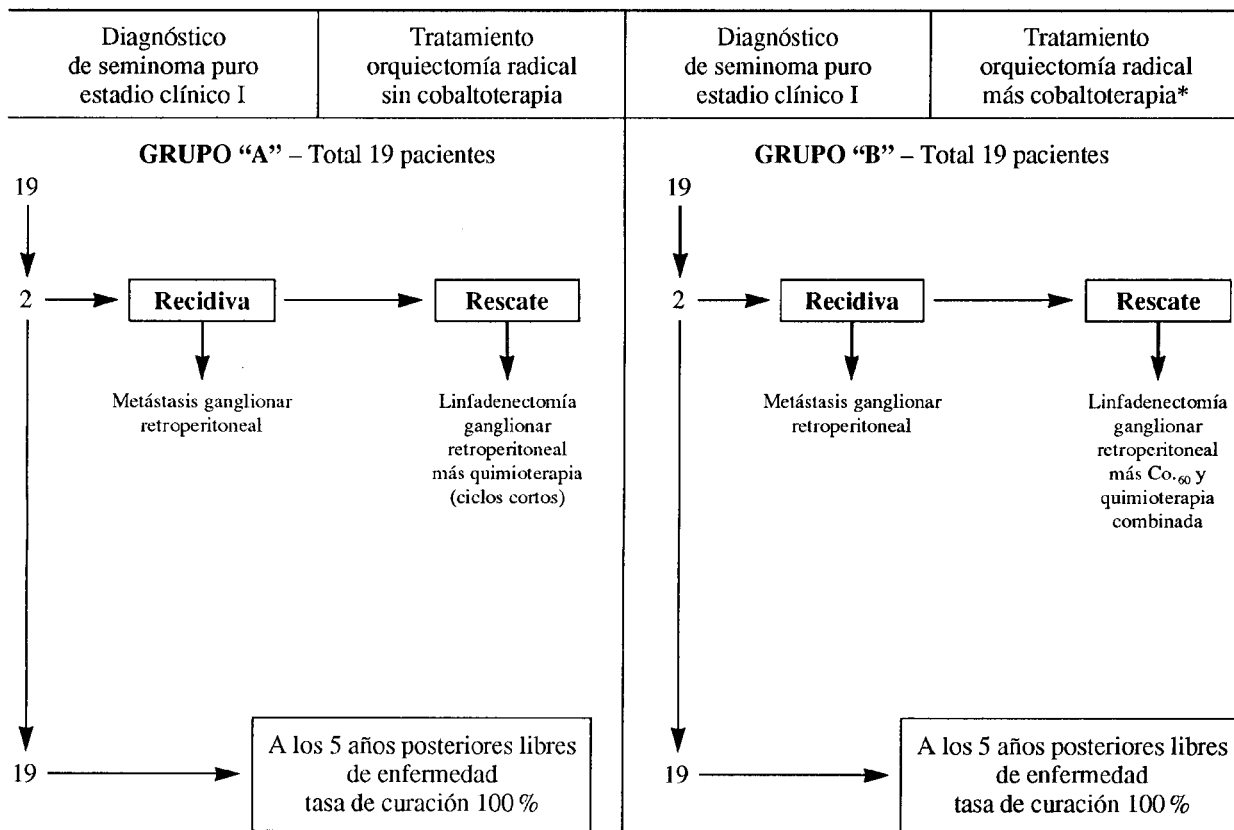 Diagnóstico
de seminoma puro
estadio clínico I
Tratamiento
orquiectomía radical
sin cobaltoterapia
Diagnóstico
de seminoma puro
estadio clínico I
Tratamiento
orquiectomía radical
más cobaltoterapia*
GRUPO “A” – Total 19 pacientes
19
2
Recidiva
Rescate
Metástasis ganglionar
retroperitoneal
Linfadenectomía
ganglionar
retroperitoneal
más quimioterapia
(ciclos cortos)
19
A los 5 años posteriores libres
de enfermedad
tasa de curación 100 %
GRUPO “B” – Total 19 pacientes
19
2
Recidiva
Rescate
Metástasis ganglionar
retroperitoneal
Linfadenectomía
ganglionar
retroperitoneal
más Co.₆₀ y
quimioterapia
combinada
19
A los 5 años posteriores libres
de enfermedad
tasa de curación 100 %